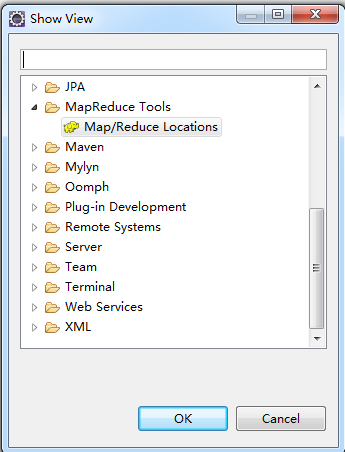 Show View
JPA
MapReduce Tools
Map/Reduce Locations
Maven
Mylyn
Oomph
Plug-in Development
Remote Systems
Server
Team
Terminal
Web Services
XML
OK
Cancel